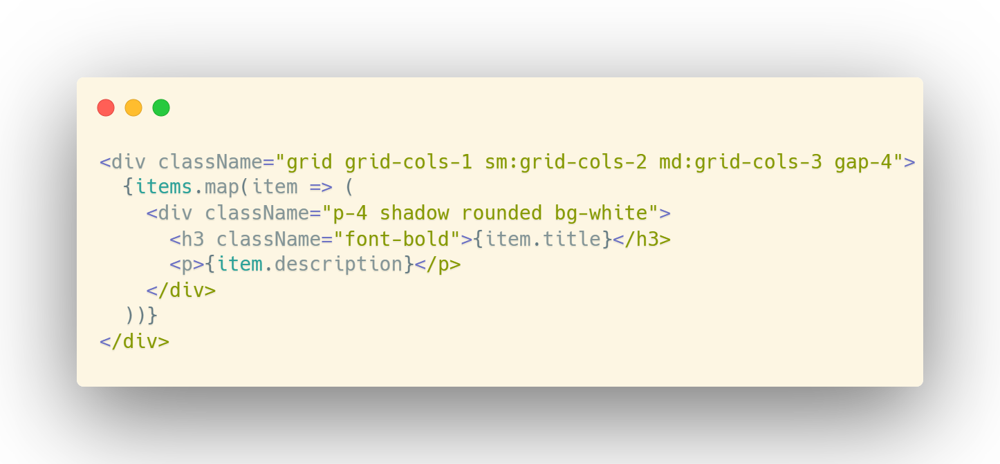 <div className="grid grid-cols-1 sm:grid-cols-2 md:grid-cols-3 gap-4">
  {items.map(item => (
    <div className="p-4 shadow rounded bg-white">
      <h3 className="font-bold">{item.title}</h3>
      <p>{item.description}</p>
    </div>
  ))}
</div>